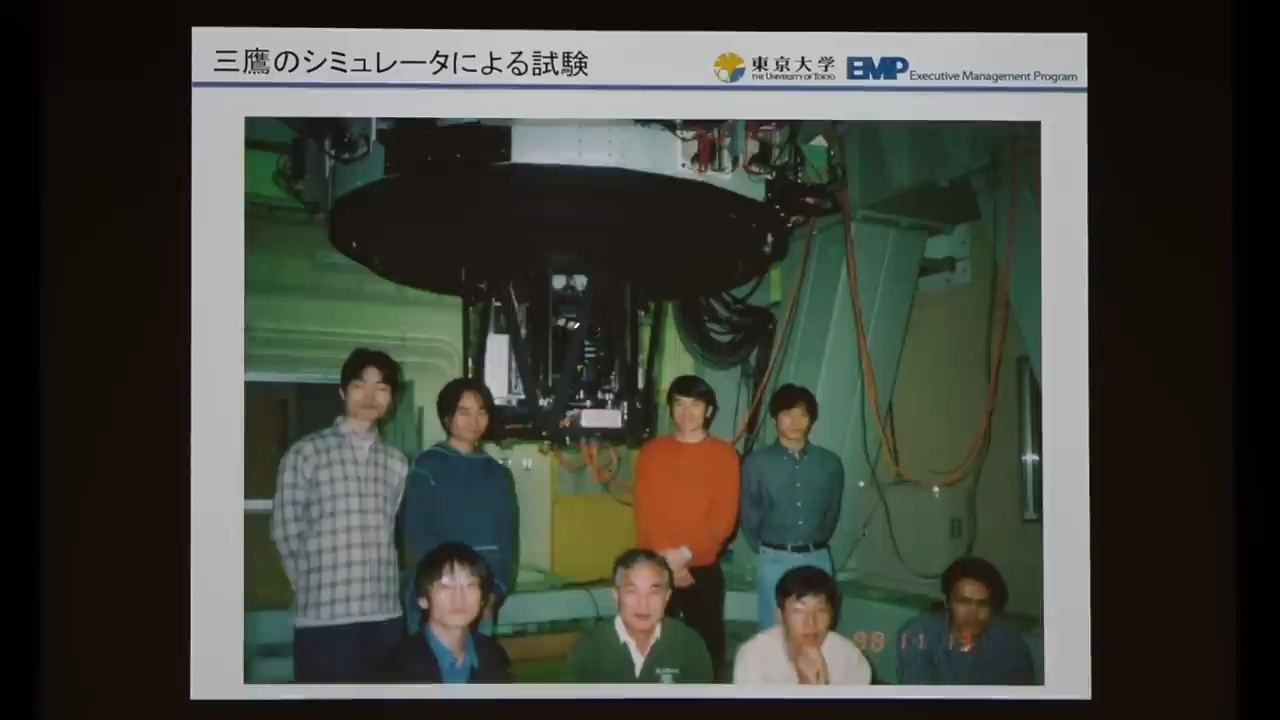 三鷹のシミュレータによる試験
東京大学
THE UNIVERSITY OF TOKYO
EMP Executive Management Program
98 11 13